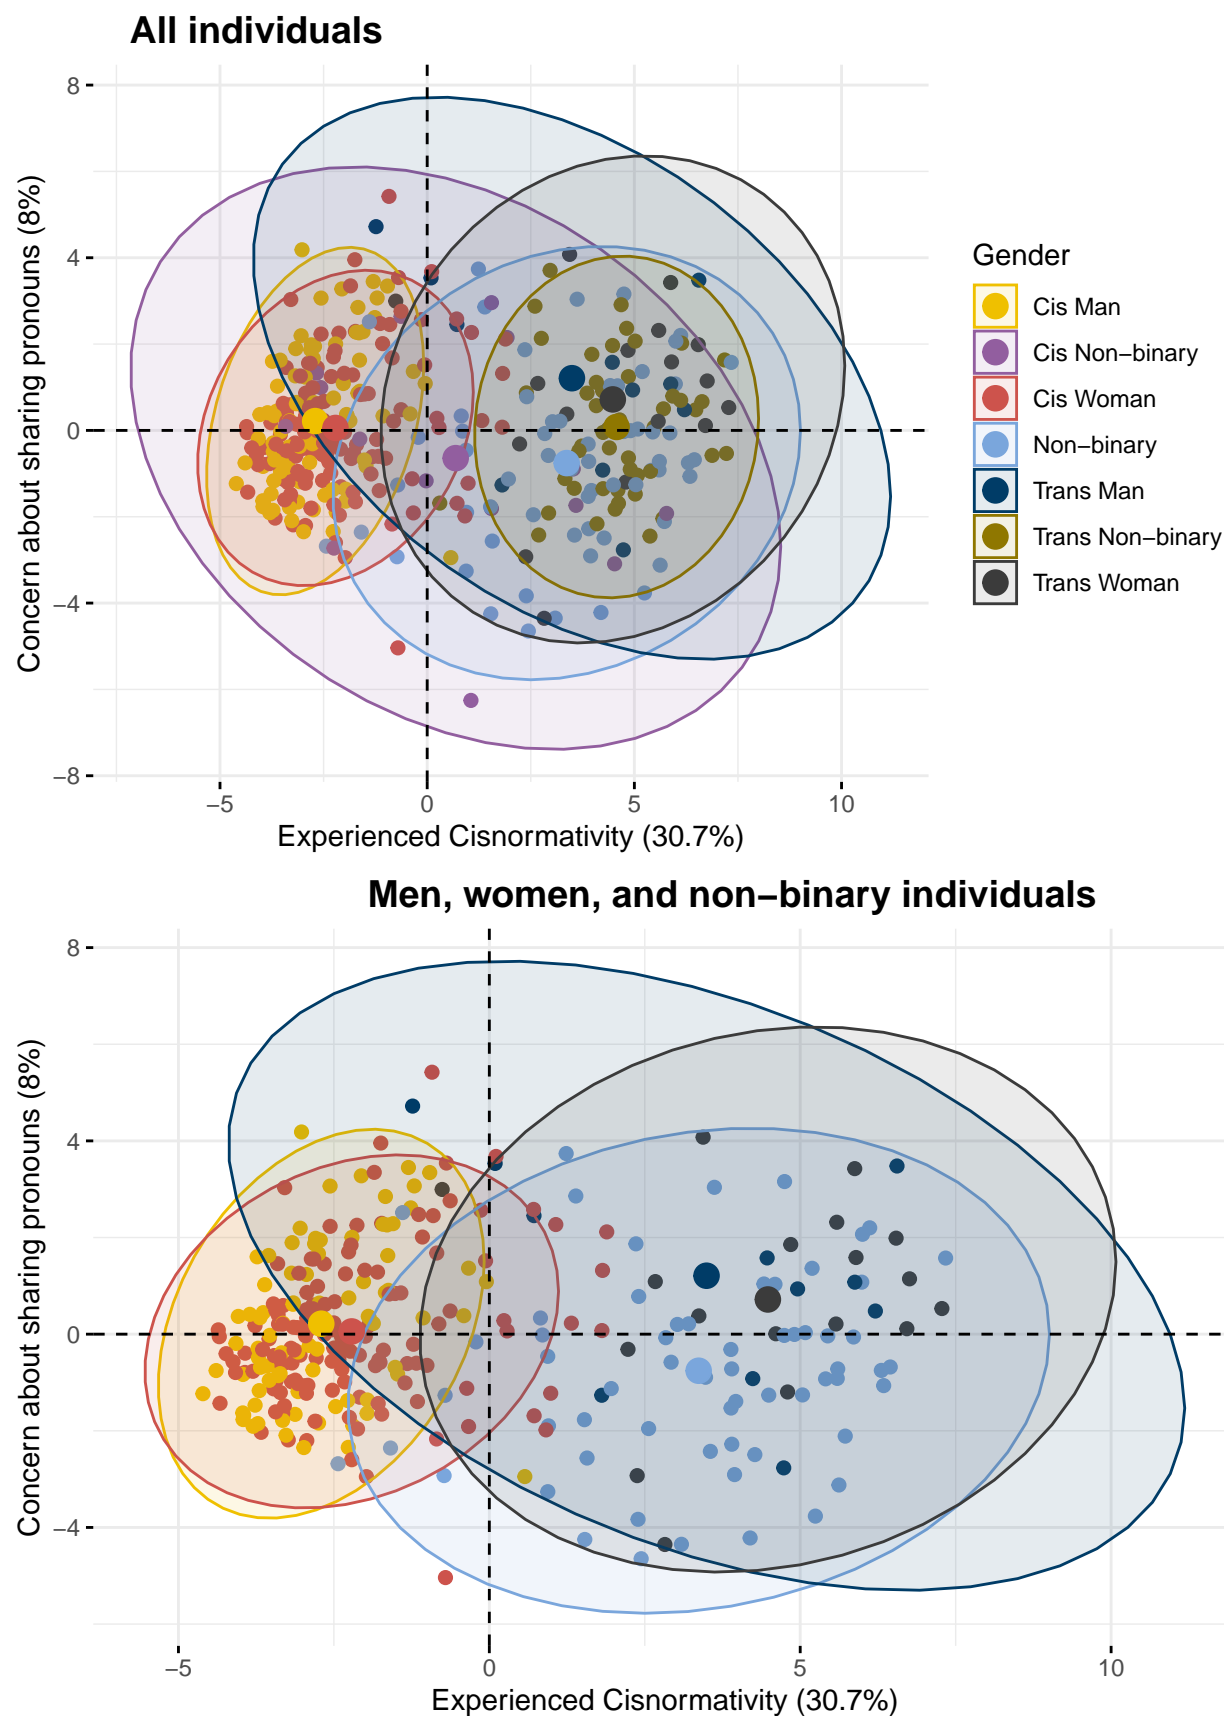 All individuals
8
4
0
−4
−8
Concern about sharing pronouns (8%)
−5
0
5
10
Experienced Cisnormativity (30.7%)
Gender
Cis Man
Cis Non−binary
Cis Woman
Non−binary
Trans Man
Trans Non−binary
Trans Woman
Men, women, and non−binary individuals
8
4
0
−4
Concern about sharing pronouns (8%)
−5
0
5
10
Experienced Cisnormativity (30.7%)